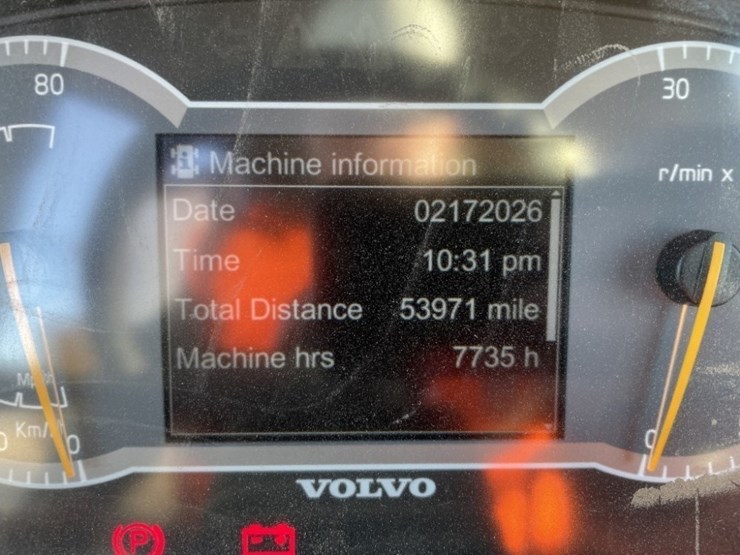 80
30
Machine information
r/min x
Date 02172026
Time 10:31 pm
Total Distance 53971 mile
Machine hrs 7735 h
Km/
0
0
VOLVO
P